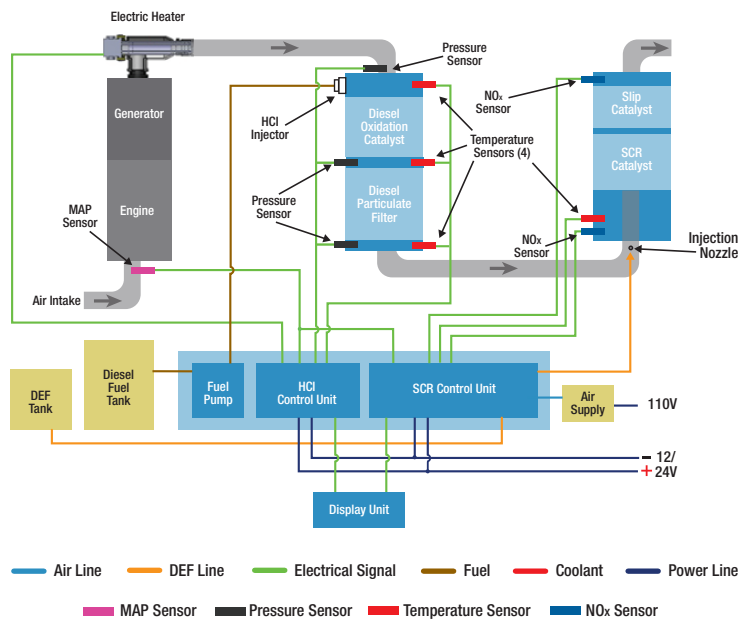 Electric Heater
Pressure
Sensor
Generator
HCI
Injector
Diesel
Oxidation
Catalyst
NOx
Sensor
Slip
Catalyst
Temperature
Sensors (4)
SCR
Catalyst
MAP
Sensor
Engine
Pressure
Sensor
Diesel
Particulate
Filter
NOx
Sensor
Injection
Nozzle
Air Intake
DEF
Tank
Diesel
Fuel
Tank
Fuel
Pump
HCI
Control Unit
SCR Control Unit
Air
Supply
110V
- 12/
+ 24V
Display Unit
Air Line
DEF Line
Electrical Signal
Fuel
Coolant
Power Line
MAP Sensor
Pressure Sensor
Temperature Sensor
NOx Sensor